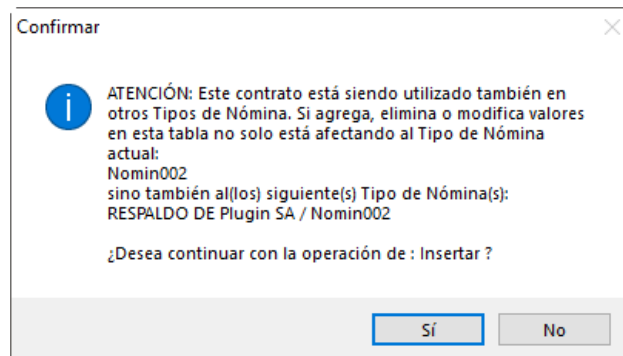 Confirmar
ATENCIÓN: Este contrato está siendo utilizado también en
otros Tipos de Nómina. Si agrega, elimina o modifica valores
en esta tabla no solo está afectando al Tipo de Nómina
actual:
Nomin002
sino también al(los) siguiente(s) Tipo de Nómina(s):
RESPALDO DE Plugin SA / Nomin002
¿Desea continuar con la operación de : Insertar ?
Sí
No